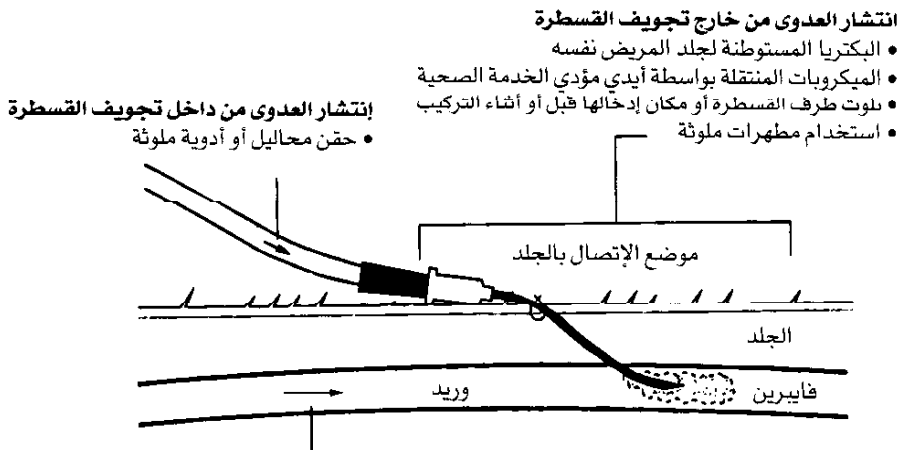 انتشار العدوى من خارج تجويف القسطرة
• البكتريا المستوطنة لجلد المريض نفسه
• الميكروبات المنتقلة بواسطة أيدي مؤدي الخدمة الصحية
• تلوث طرف القسطرة أو مكان إدخالها قبل أو أثناء التركيب
• استخدام مطهرات ملوثة
إنتشار العدوى من داخل تجويف القسطرة
• حقن محاليل أو أدوية ملوثة
موضع الإتصال بالجلد
الجلد
فايبرين
وريد